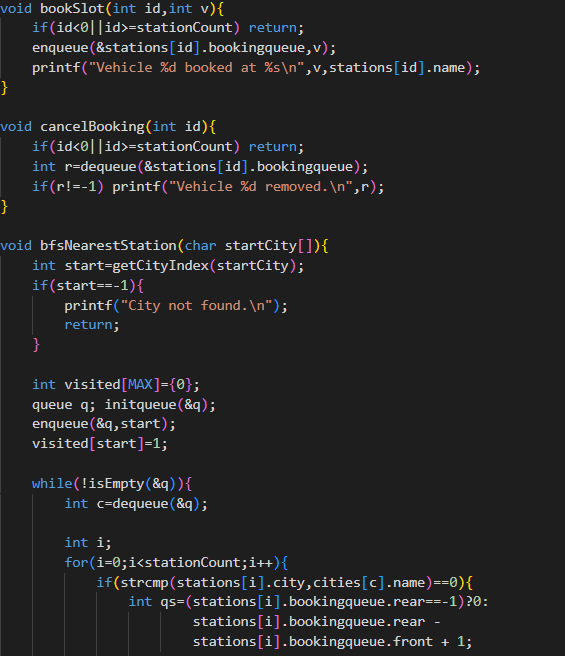 void bookSlot(int id,int v){
    if(id<0||id>=stationCount) return;
    enqueue(&stations[id].bookingqueue,v);
    printf("Vehicle %d booked at %s\n",v,stations[id].name);
}

void cancelBooking(int id){
    if(id<0||id>=stationCount) return;
    int r=dequeue(&stations[id].bookingqueue);
    if(r!=-1) printf("Vehicle %d removed.\n",r);
}

void bfsNearestStation(char startCity[]){
    int start=getCityIndex(startCity);
    if(start==-1){
        printf("City not found.\n");
        return;
    }

    int visited[MAX]={0};
    queue q; initqueue(&q);
    enqueue(&q,start);
    visited[start]=1;

    while(!isEmpty(&q)){
        int c=dequeue(&q);

        int i;
        for(i=0;i<stationCount;i++){
            if(strcmp(stations[i].city,cities[c].name)==0){
                int qs=(stations[i].bookingqueue.rear==-1)?0:
                        stations[i].bookingqueue.rear -
                        stations[i].bookingqueue.front + 1;